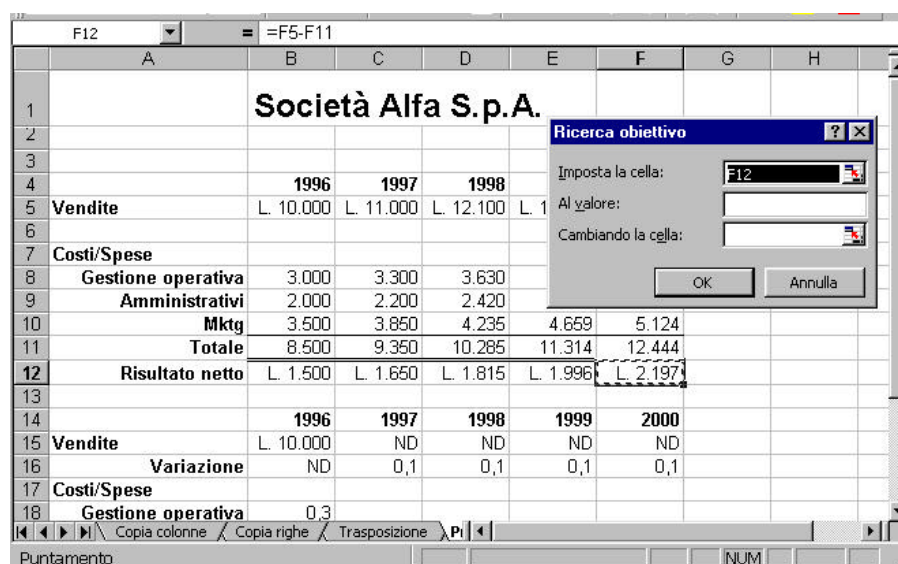 F12 = =F5-F11
A B C D E F G H
1 Società Alfa S.p.A.
2
3
4 1996 1997 1998
5 Vendite L. 10.000 L. 11.000 L. 12.100 L. 1
6
7 Costi/Spese
8 Gestione operativa 3.000 3.300 3.630
9 Amministrativi 2.000 2.200 2.420
10 Mktg 3.500 3.850 4.235 4.659 5.124
11 Totale 8.500 9.350 10.285 11.314 12.444
12 Risultato netto L. 1.500 L. 1.650 L. 1.815 L. 1.996 L. 2.197
13
14 1996 1997 1998 1999 2000
15 Vendite L. 10.000 ND ND ND ND
16 Variazione ND 0,1 0,1 0,1 0,1
17 Costi/Spese
18 Gestione operativa 0,3
Ricerca obiettivo ?
Imposta la cella: F12
Al valore:
Cambiando la cella:
OK Annulla
Copia colonne Copia righe Trasposizione
Puntamento NUM